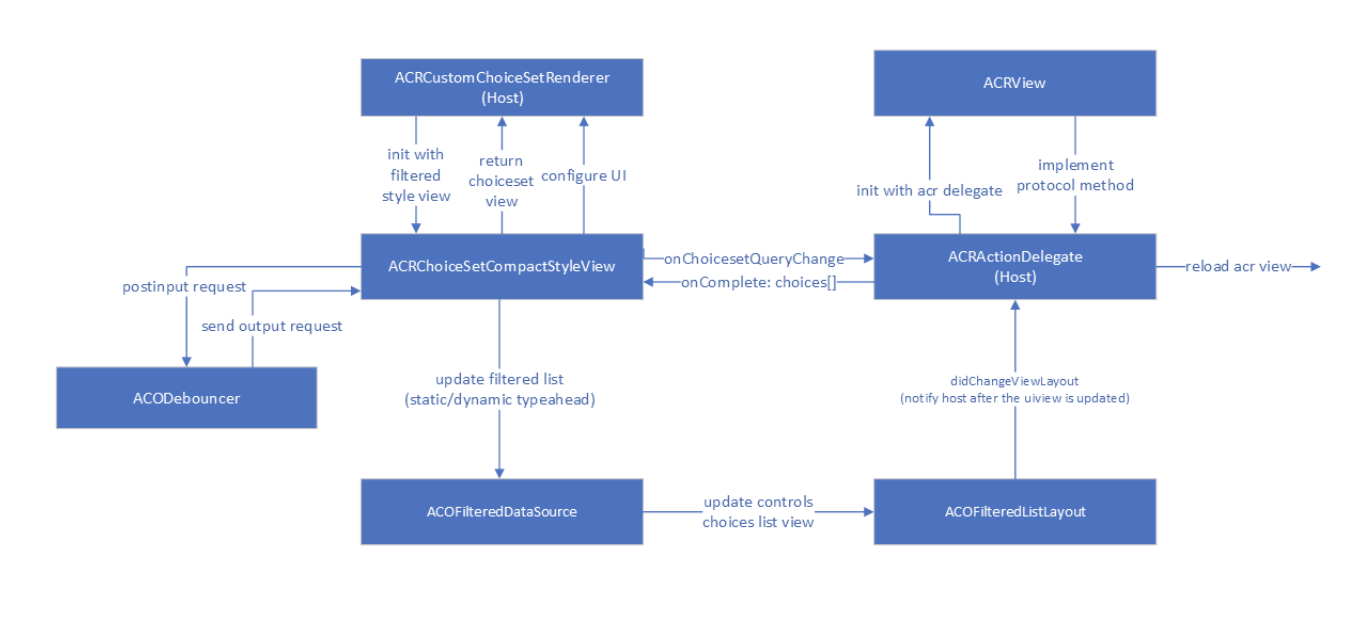 ACRCustomChoiceSetRenderer
(Host)
ACRView
init with
filtered
style view
return
choiceset
view
configure UI
init with acr delegate
implement
protocol method
ACRChoiceSetCompactStyleView
onChoicesetQueryChange
onComplete: choices[]
ACRActionDelegate
(Host)
reload acr view
postinput request
send output request
ACODebouncer
update filtered list
(static/dynamic typeahead)
didChangeViewLayout
(notify host after the uiview is updated)
ACOFilteredDataSource
update controls
choices list view
ACOFilteredListLayout